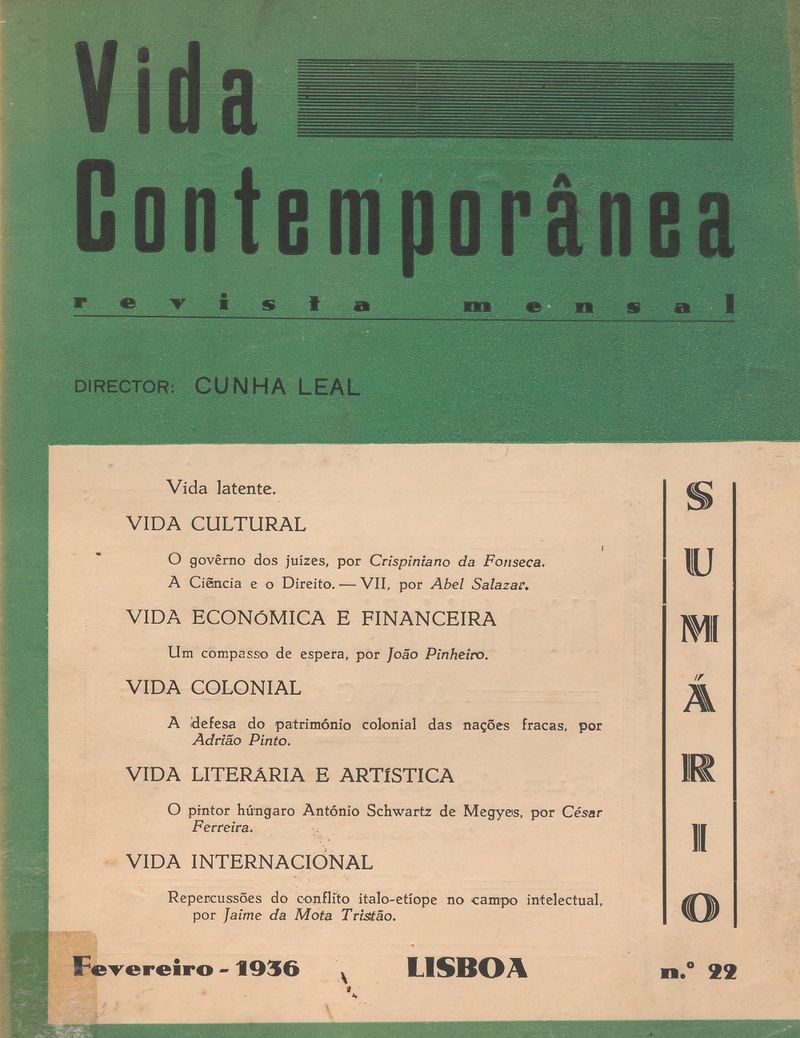 Vida
Contemporânea
revista mensal
DIRECTOR: CUNHA LEAL
Vida latente.
VIDA CULTURAL
O govêrno dos juízes, por Crispiniano da Fonseca.
A Ciência e o Direito. — VII, por Abel Salazar.
VIDA ECONÓMICA E FINANCEIRA
Um compasso de espera, por João Pinheiro.
VIDA COLONIAL
A defesa do património colonial das nações fracas, por
Adrião Pinto.
VIDA LITERÁRIA E ARTÍSTICA
O pintor húngaro António Schwartz de Megyes, por César
Ferreira.
VIDA INTERNACIONAL
Repercussões do conflito italo-etíope no campo intelectual,
por Jaime da Mota Tristão.
SUMÁRIO
Fevereiro - 1936 LISBOA n.º 22